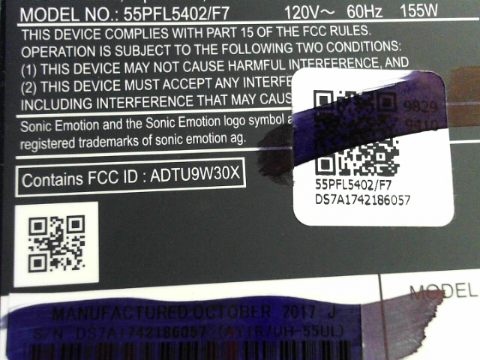 MODEL NO.: 55PFL5402/F7 120V～ 60Hz 155W
THIS DEVICE COMPLIES WITH PART 15 OF THE FCC RULES.
OPERATION IS SUBJECT TO THE FOLLOWING TWO CONDITIONS:
(1) THIS DEVICE MAY NOT CAUSE HARMFUL INTERFERENCE, AND
(2) THIS DEVICE MUST ACCEPT ANY
INCLUDING INTERFERENCE THAT MAY
Sonic Emotion and the Sonic Emotion logo symbol
registered trademarks of sonic emotion ag.
Contains FCC ID : ADTU9W30X
9829
9410
55PFL5402/F7
DS7A1742186057
MODEL
MANUFACTURED.OCTOBER 2017 J
S/N DS7A1742186057